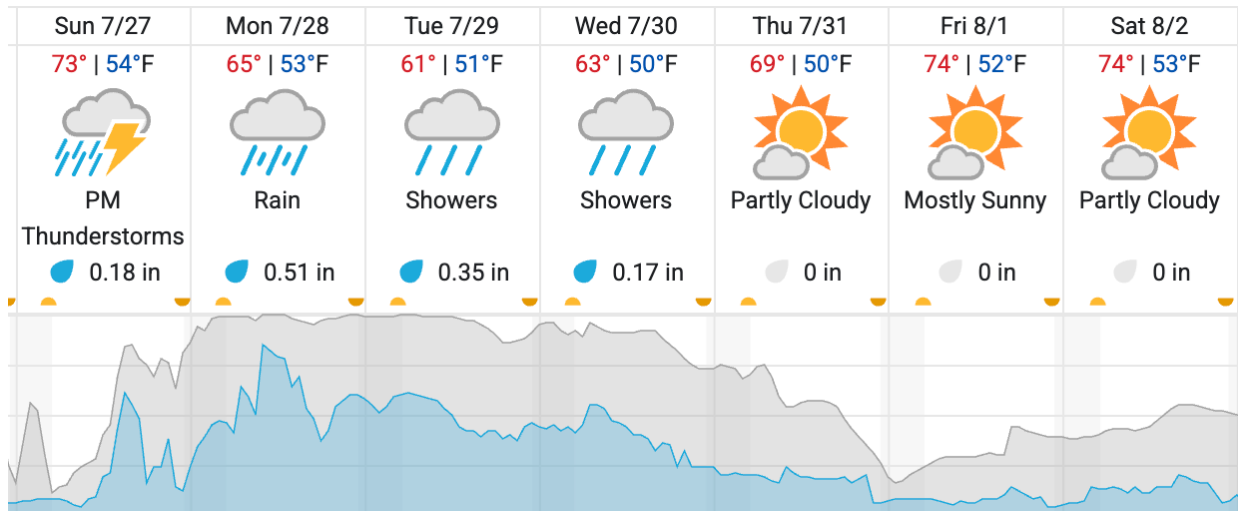 Sun 7/27 Mon 7/28 Tue 7/29 Wed 7/30 Thu 7/31 Fri 8/1 Sat 8/2
73° | 54°F 65° | 53°F 61° | 51°F 63° | 50°F 69° | 50°F 74° | 52°F 74° | 53°F
PM Rain Showers Showers Partly Cloudy Mostly Sunny Partly Cloudy
Thunderstorms
0.18 in 0.51 in 0.35 in 0.17 in 0 in 0 in 0 in